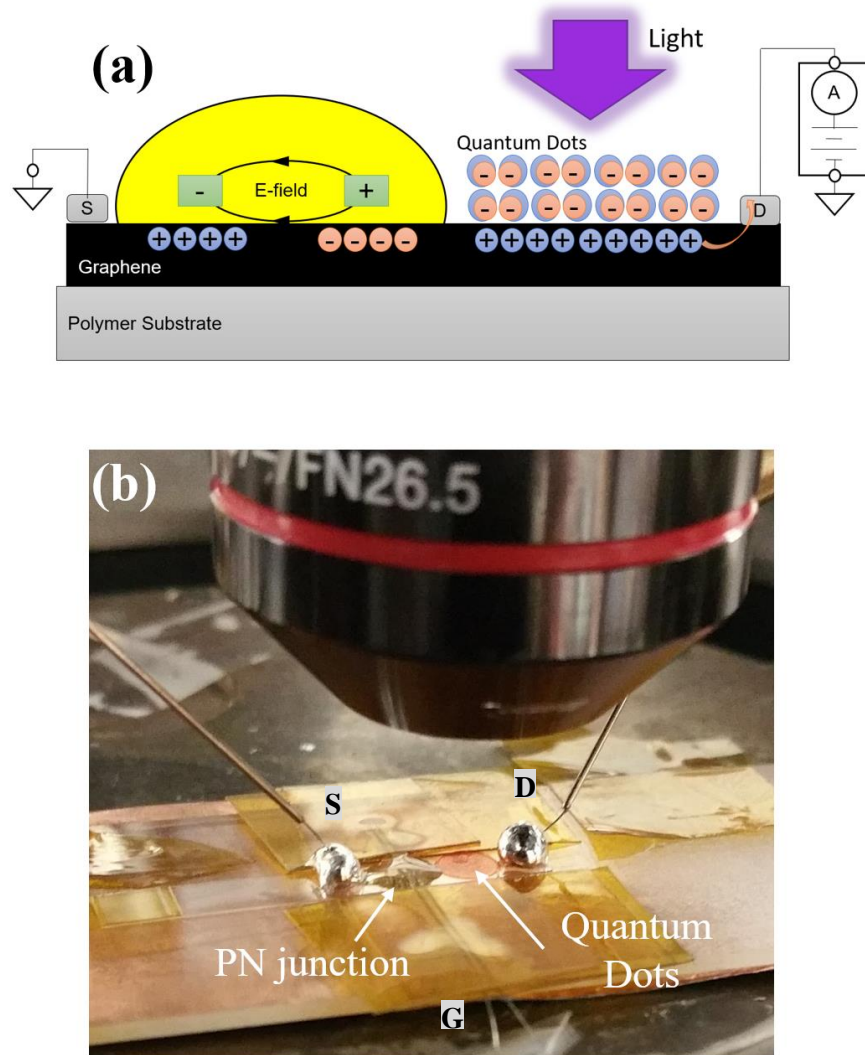 (a)
Light
A
Quantum Dots
- E-field +
S
D
+ + + +
- - - -
+ + + + + + + + +
Graphene
Polymer Substrate
(b)
/FN26.5
S
D
PN junction
Quantum
Dots
G